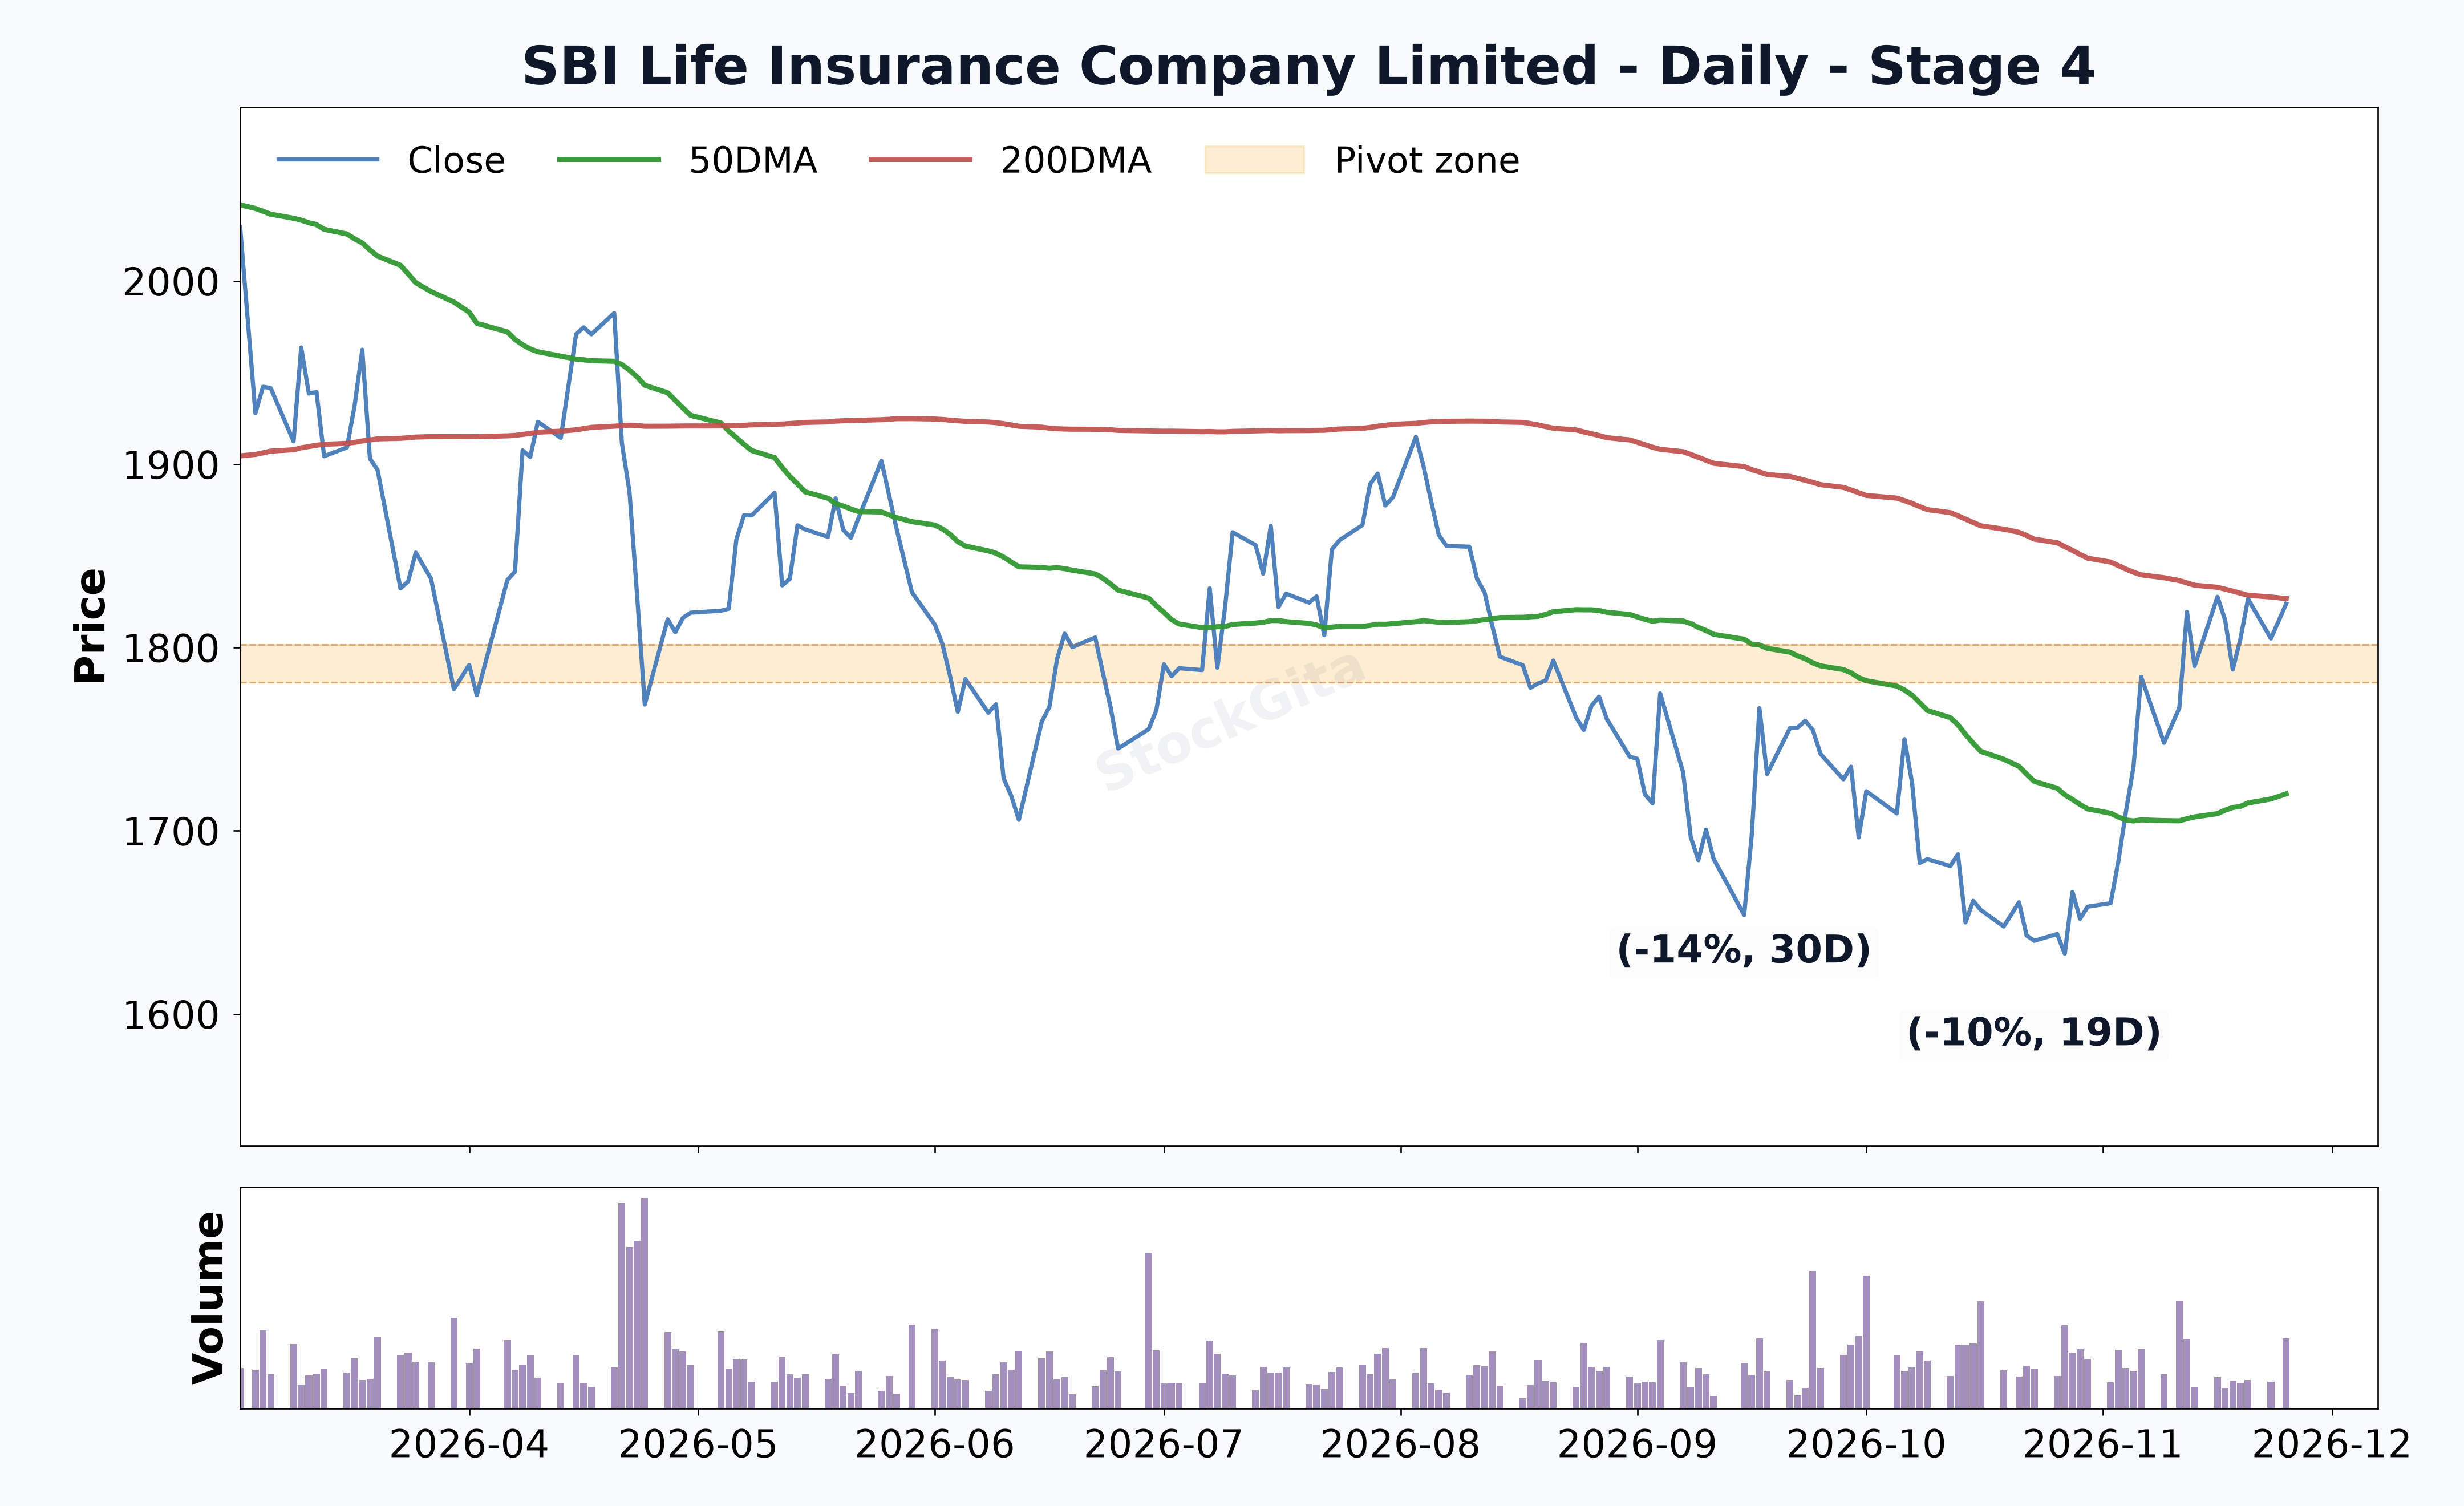 SBI Life Insurance Company Limited - Daily - Stage 4
Close 50DMA 200DMA Pivot zone
Price
2000
1900
1800
1700
1600
StockGita
(-14%, 30D)
(-10%, 19D)
Volume
2026-04 2026-05 2026-06 2026-07 2026-08 2026-09 2026-10 2026-11 2026-12